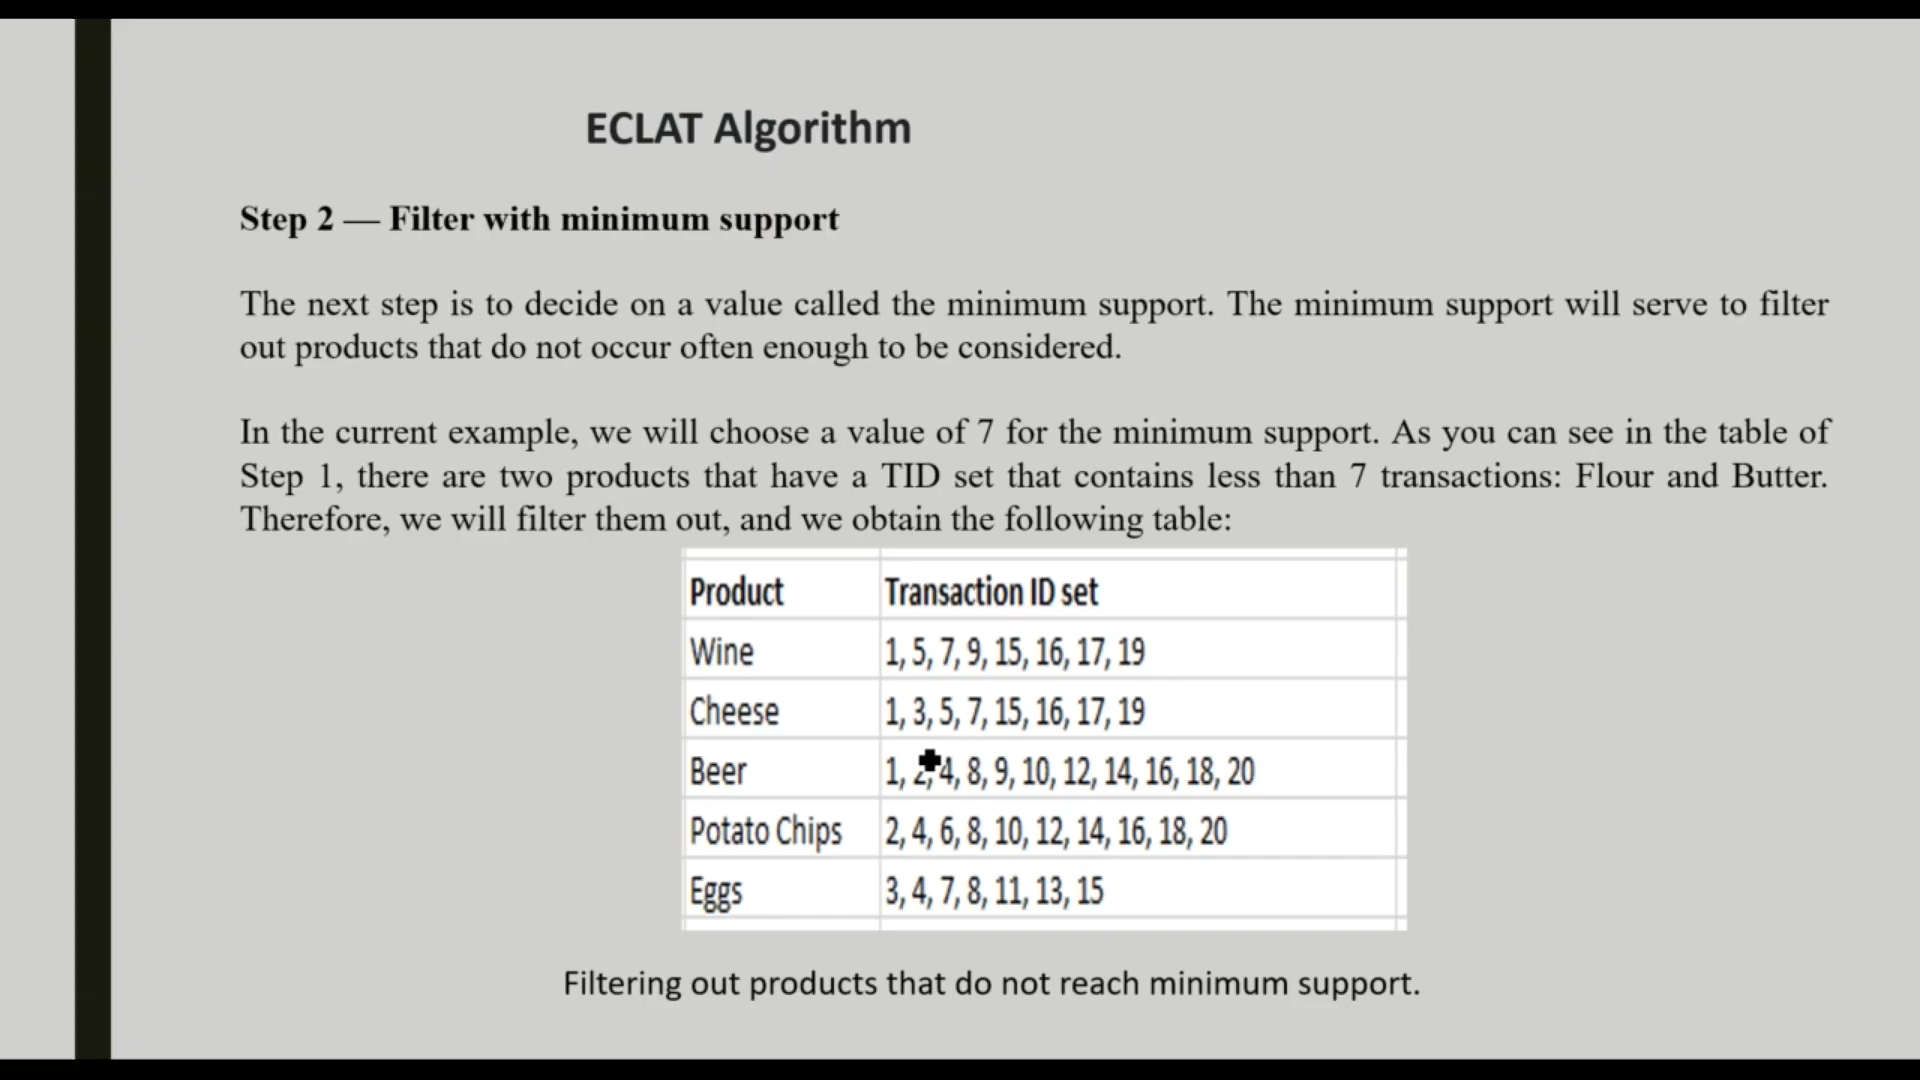 ECLAT Algorithm
Step 2 — Filter with minimum support
The next step is to decide on a value called the minimum support. The minimum support will serve to filter
out products that do not occur often enough to be considered.
In the current example, we will choose a value of 7 for the minimum support. As you can see in the table of
Step 1, there are two products that have a TID set that contains less than 7 transactions: Flour and Butter.
Therefore, we will filter them out, and we obtain the following table:
Product Transaction ID set
Wine 1, 5, 7, 9, 15, 16, 17, 19
Cheese 1, 3, 5, 7, 15, 16, 17, 19
Beer 1, 2, 4, 8, 9, 10, 12, 14, 16, 18, 20
Potato Chips 2, 4, 6, 8, 10, 12, 14, 16, 18, 20
Eggs 3, 4, 7, 8, 11, 13, 15
Filtering out products that do not reach minimum support.